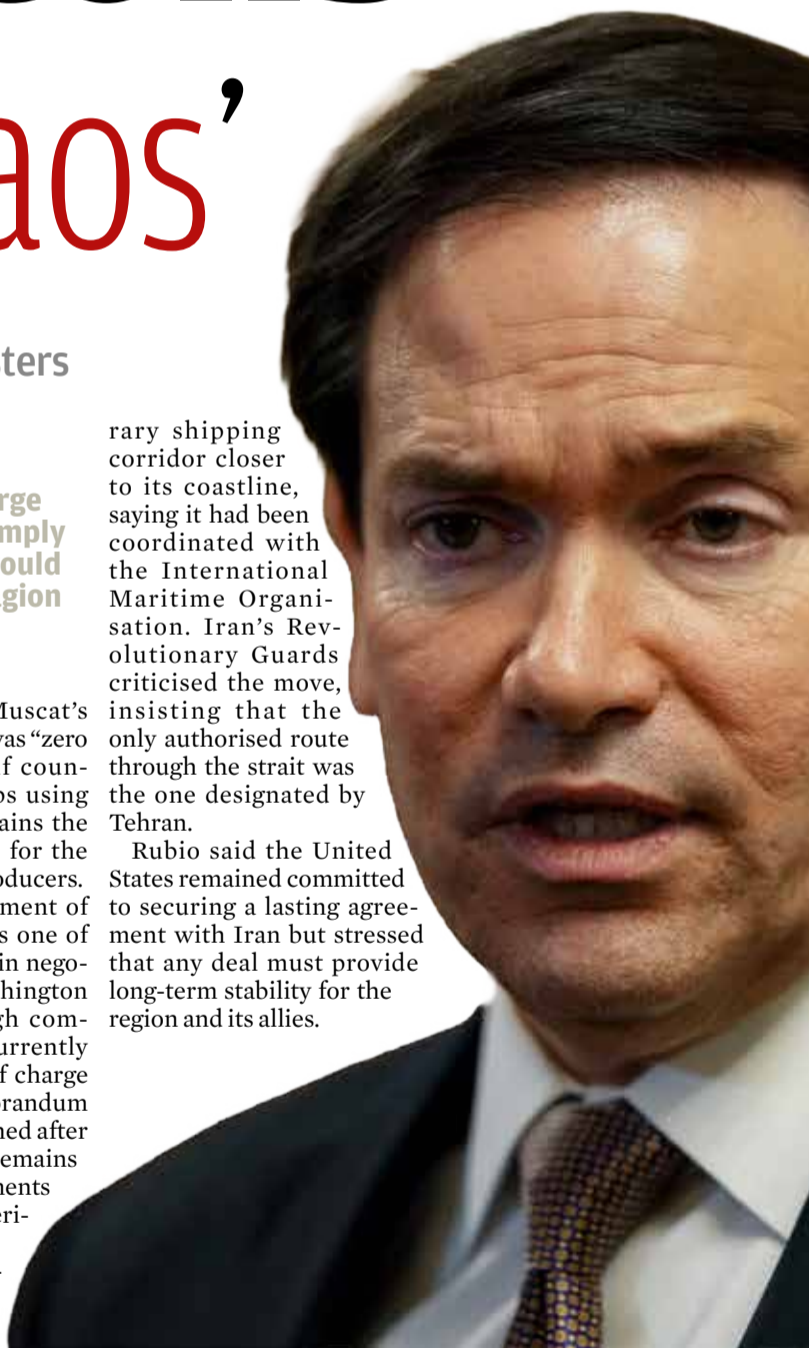 aos’
sters
rge
mply
ould
gion
Muscat’s
was “zero
f coun-
ps using
ains the
for the
oducers.
ment of
s one of
in nego-
hington
gh com-
urrently
f charge
orandum
ned after
emains
ments
eri-
rary shipping
corridor closer
to its coastline,
saying it had been
coordinated with
the International
Maritime Organi-
sation. Iran’s Rev-
olutionary Guards
criticised the move,
insisting that the
only authorised route
through the strait was
the one designated by
Tehran.
Rubio said the United
States remained committed
to securing a lasting agree-
ment with Iran but stressed
that any deal must provide
long-term stability for the
region and its allies.